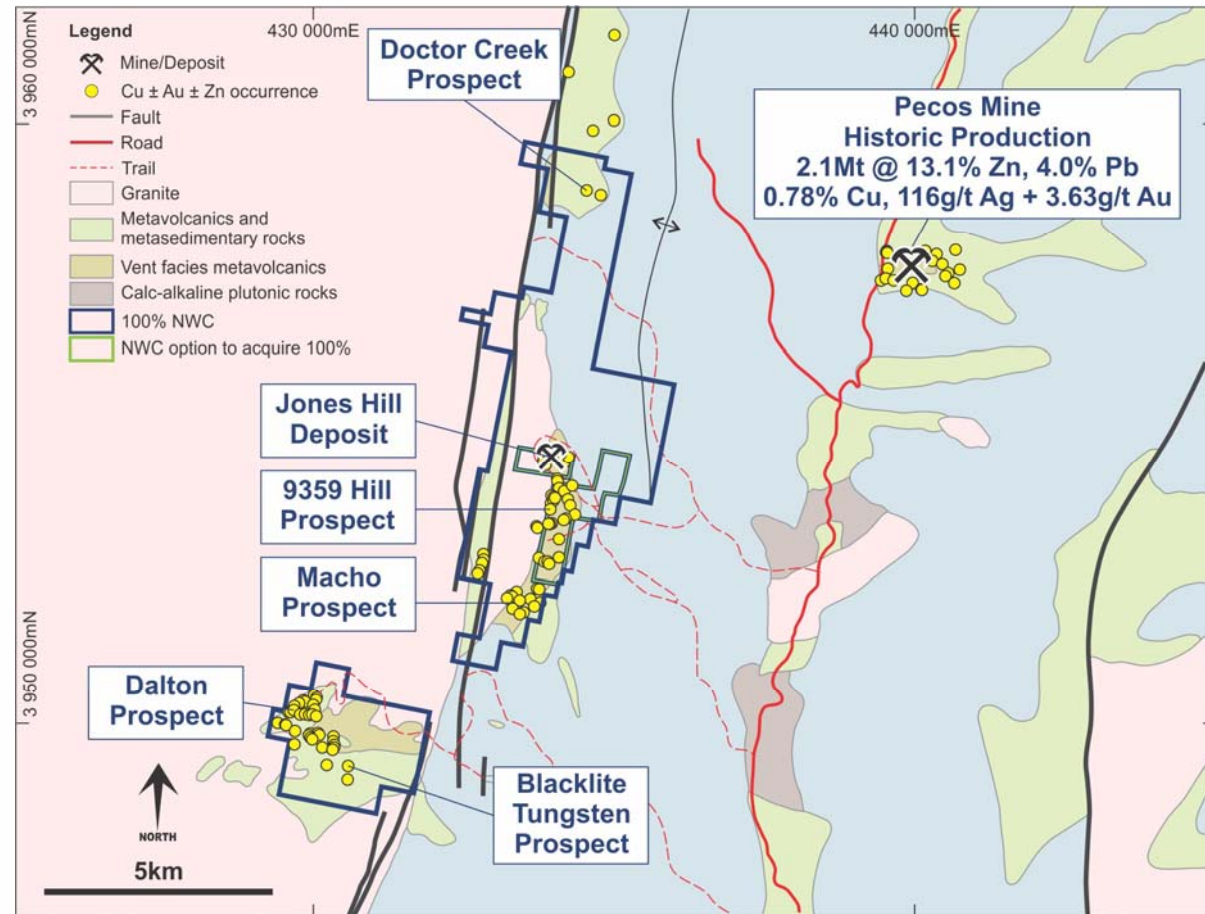 Legend
Mine/Deposit
Cu ± Au ± Zn occurrence
Fault
Road
Trail
Granite
Metavolcanics and
metasedimentary rocks
Vent facies metavolcanics
Calc-alkaline plutonic rocks
100% NWC
NWC option to acquire 100%
430 000mE
440 000mE
3 960 000mN
3 950 000mN
Doctor Creek
Prospect
Pecos Mine
Historic Production
2.1Mt @ 13.1% Zn, 4.0% Pb
0.78% Cu, 116g/t Ag + 3.63g/t Au
Jones Hill
Deposit
9359 Hill
Prospect
Macho
Prospect
Dalton
Prospect
Blacklite
Tungsten
Prospect
NORTH
5km